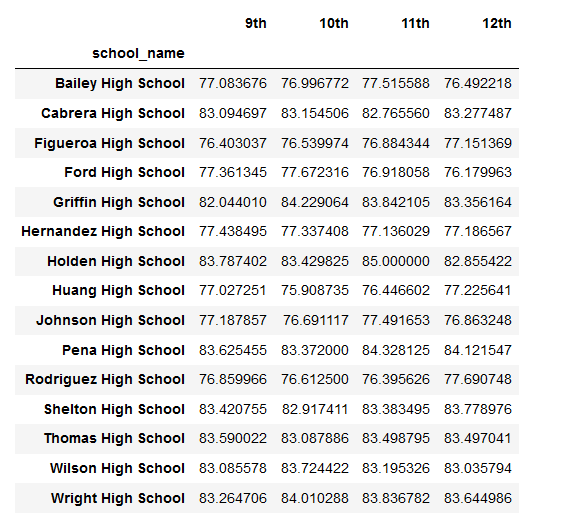 9th 10th 11th 12th
school_name
Bailey High School 77.083676 76.996772 77.515588 76.492218
Cabrera High School 83.094697 83.154506 82.765560 83.277487
Figueroa High School 76.403037 76.539974 76.884344 77.151369
Ford High School 77.361345 77.672316 76.918058 76.179963
Griffin High School 82.044010 84.229064 83.842105 83.356164
Hernandez High School 77.438495 77.337408 77.136029 77.186567
Holden High School 83.787402 83.429825 85.000000 82.855422
Huang High School 77.027251 75.908735 76.446602 77.225641
Johnson High School 77.187857 76.691117 77.491653 76.863248
Pena High School 83.625455 83.372000 84.328125 84.121547
Rodriguez High School 76.859966 76.612500 76.395626 77.690748
Shelton High School 83.420755 82.917411 83.383495 83.778976
Thomas High School 83.590022 83.087886 83.498795 83.497041
Wilson High School 83.085578 83.724422 83.195326 83.035794
Wright High School 83.264706 84.010288 83.836782 83.644986